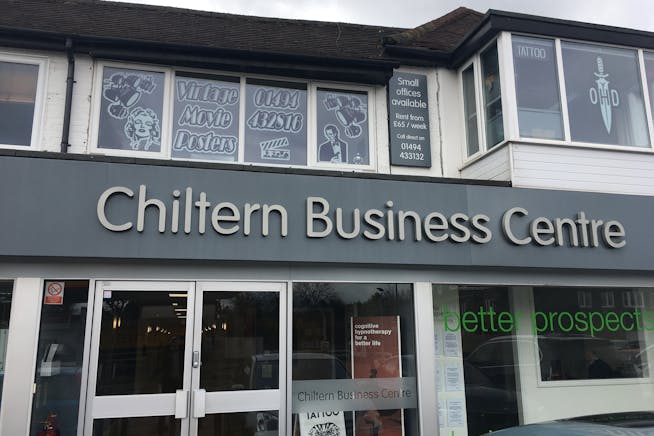 Vintage
Movie
Posters
01494
432816
Small
offices
available
Rent from
£65 / week
Call direct on
01494
433132
TATTOO
O D
Chiltern Business Centre
cognitive
hypnotherapy
for a
better life
better prospects
Chiltern Business Centre
TATTOO